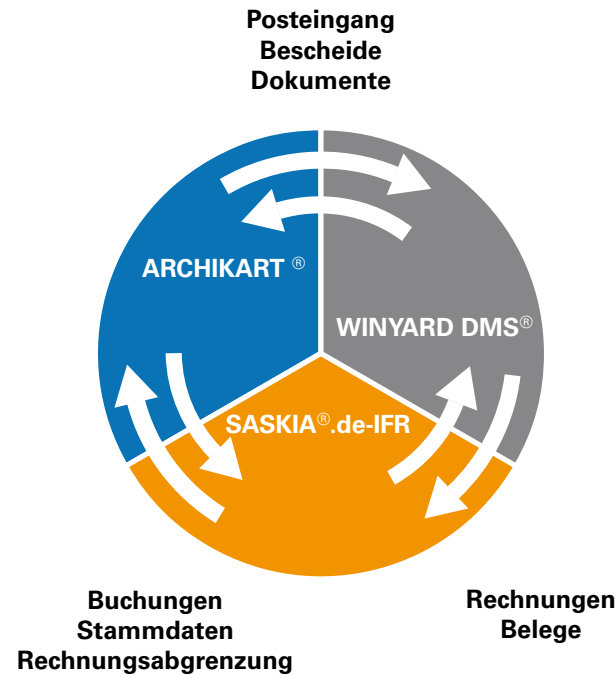 Posteingang
Bescheide
Dokumente
ARCHIKART ®
WINYARD DMS®
SASKIA®.de-IFR
Buchungen
Stammdaten
Rechnungsabgrenzung
Rechnungen
Belege